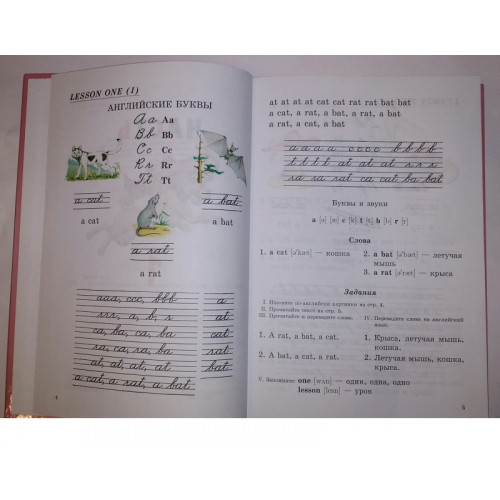 LESSON ONE (1)
АНГЛИЙСКИЕ БУКВЫ
Aa Aa
Bb Bb
Cc Cc
Rr Rr
Tt Tt
a cat
a bat
a cat
a bat
a rat
a rat
aaa, ccc, bbb a
rrr, a, b, r at
ca, ba, ca, ba cat
ra, ca, ra, ba rat
at, at, at, at bat
a cat, a rat, a bat
4
at at at at cat cat rat rat bat bat
a cat, a rat, a bat, a rat, a bat
a rat, a cat, a bat
a a a a c c c c b b b b
t t t t at at at r r r
ra ra rat ca cat ba bat
Буквы и звуки
a [ə] [æ] c [k] t [t] b [b] r [r]
Слова
1. a cat [ə'kæt] — кошка
2. a bat [ə'bæt] — летучая мышь
3. a rat [ə'ræt] — крыса
Задания
I. Назовите по-английски картинки на стр. 4.
II. Прочитайте текст на стр. 5.
III. Прочитайте и переведите слова.
IV. Переведите слова на английский язык.
1. A rat, a bat, a cat.
1. Крыса, летучая мышь, кошка.
2. A bat, a cat, a rat.
2. Летучая мышь, кошка, крыса.
V. Запомните: one [wʌn] — один, одна, одно
lesson [lesn] — урок
5